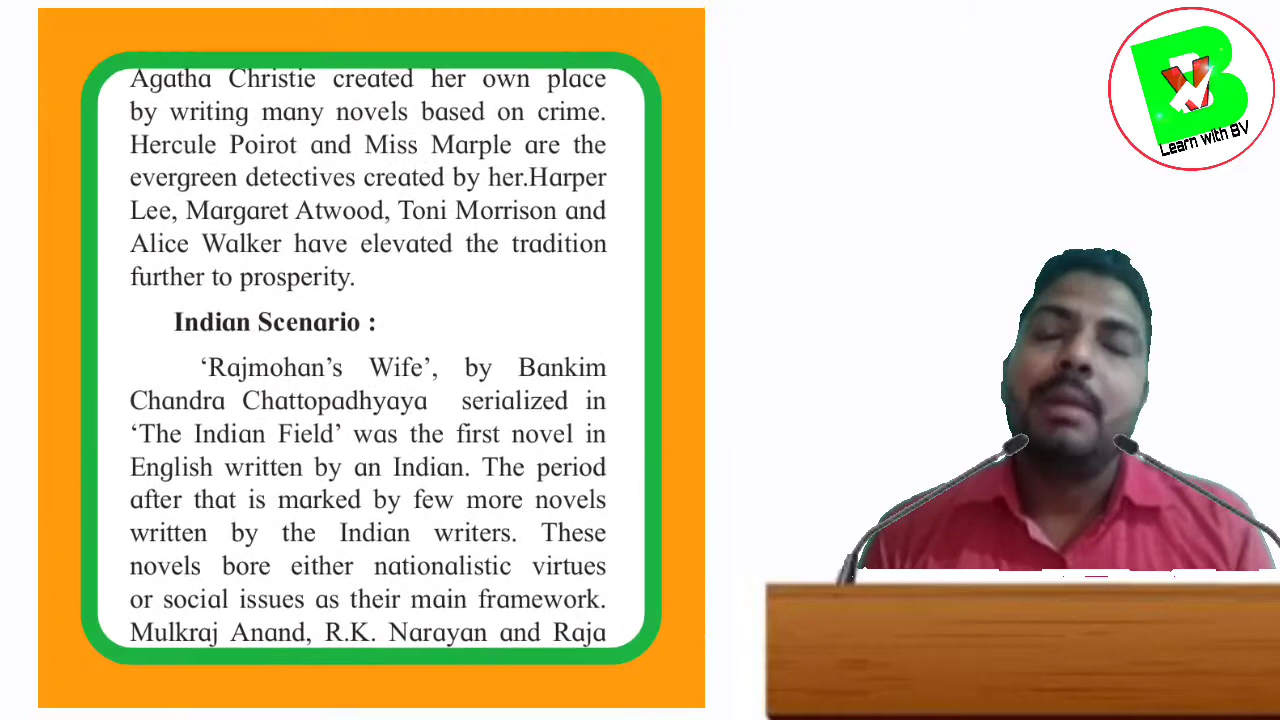 Agatha Christie created her own place
by writing many novels based on crime.
Hercule Poirot and Miss Marple are the
evergreen detectives created by her.Harper
Lee, Margaret Atwood, Toni Morrison and
Alice Walker have elevated the tradition
further to prosperity.
Indian Scenario :
‘Rajmohan’s Wife’, by Bankim
Chandra Chattopadhyaya serialized in
‘The Indian Field’ was the first novel in
English written by an Indian. The period
after that is marked by few more novels
written by the Indian writers. These
novels bore either nationalistic virtues
or social issues as their main framework.
Mulkraj Anand, R.K. Narayan and Raja
B
V
Learn with BV